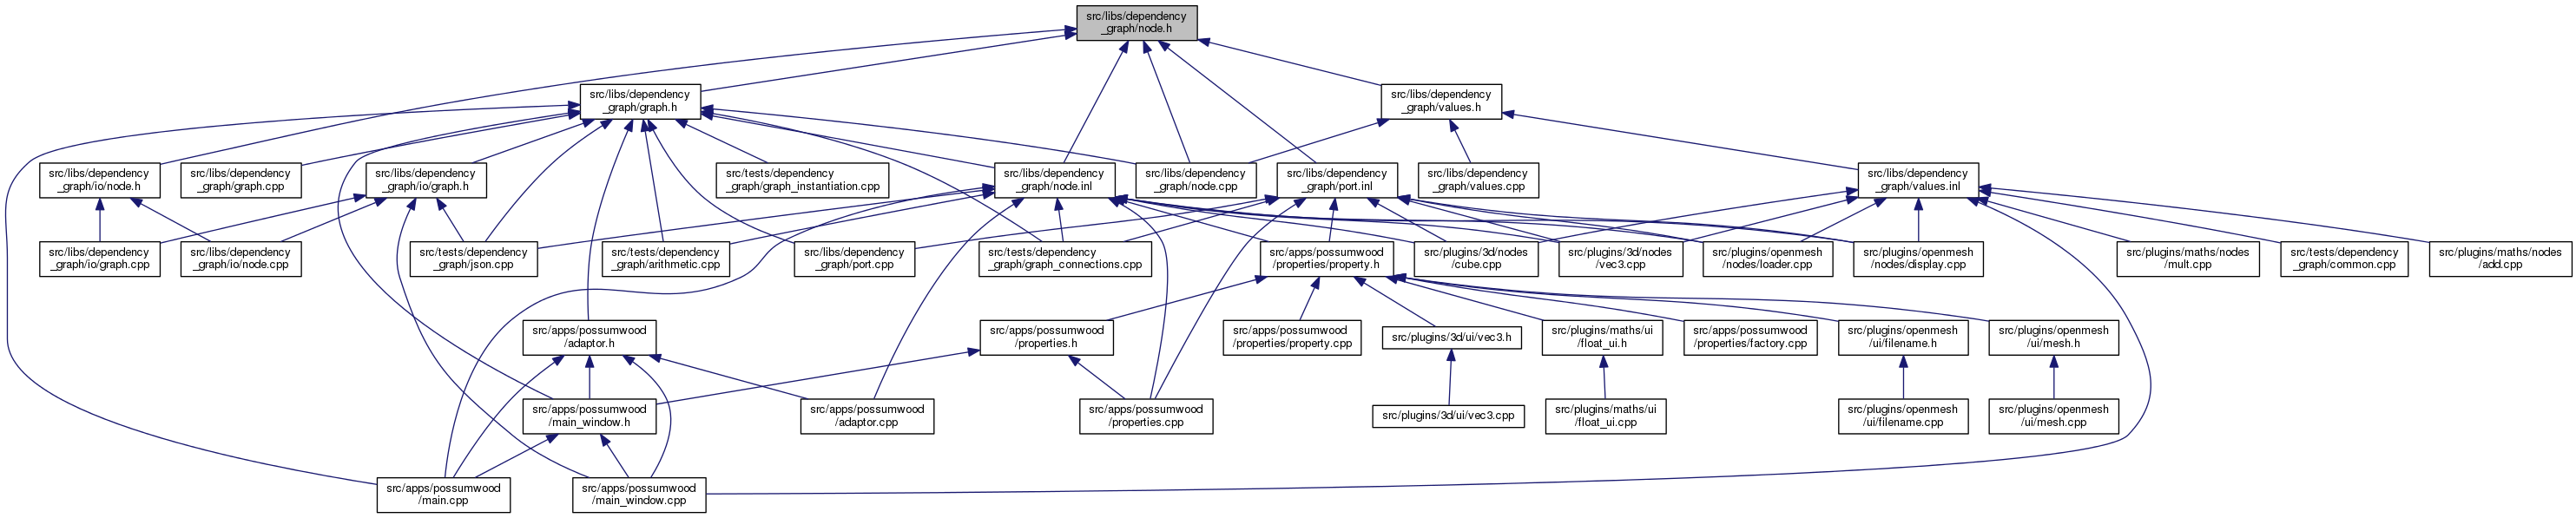 src/libs/dependency
_graph/node.h
src/libs/dependency
_graph/graph.h
src/libs/dependency
_graph/values.h
src/libs/dependency
_graph/io/node.h
src/libs/dependency
_graph/graph.cpp
src/libs/dependency
_graph/io/graph.h
src/tests/dependency
_graph/graph_instantiation.cpp
src/libs/dependency
_graph/node.inl
src/libs/dependency
_graph/node.cpp
src/libs/dependency
_graph/port.inl
src/libs/dependency
_graph/values.cpp
src/libs/dependency
_graph/values.inl
src/libs/dependency
_graph/io/graph.cpp
src/libs/dependency
_graph/io/node.cpp
src/tests/dependency
_graph/json.cpp
src/tests/dependency
_graph/arithmetic.cpp
src/libs/dependency
_graph/port.cpp
src/tests/dependency
_graph/graph_connections.cpp
src/apps/possumwood
/properties/property.h
src/plugins/3d/nodes
/cube.cpp
src/plugins/3d/nodes
/vec3.cpp
src/plugins/openmesh
/nodes/loader.cpp
src/plugins/openmesh
/nodes/display.cpp
src/plugins/maths/nodes
/mult.cpp
src/tests/dependency
_graph/common.cpp
src/plugins/maths/nodes
/add.cpp
src/apps/possumwood
/adaptor.h
src/apps/possumwood
/properties.h
src/apps/possumwood
/properties/property.cpp
src/plugins/3d/ui/vec3.h
src/plugins/maths/ui
/float_ui.h
src/apps/possumwood
/properties/factory.cpp
src/plugins/openmesh
/ui/filename.h
src/plugins/openmesh
/ui/mesh.h
src/apps/possumwood
/main_window.h
src/apps/possumwood
/adaptor.cpp
src/apps/possumwood
/properties.cpp
src/plugins/3d/ui/vec3.cpp
src/plugins/maths/ui
/float_ui.cpp
src/plugins/openmesh
/ui/filename.cpp
src/plugins/openmesh
/ui/mesh.cpp
src/apps/possumwood
/main.cpp
src/apps/possumwood
/main_window.cpp